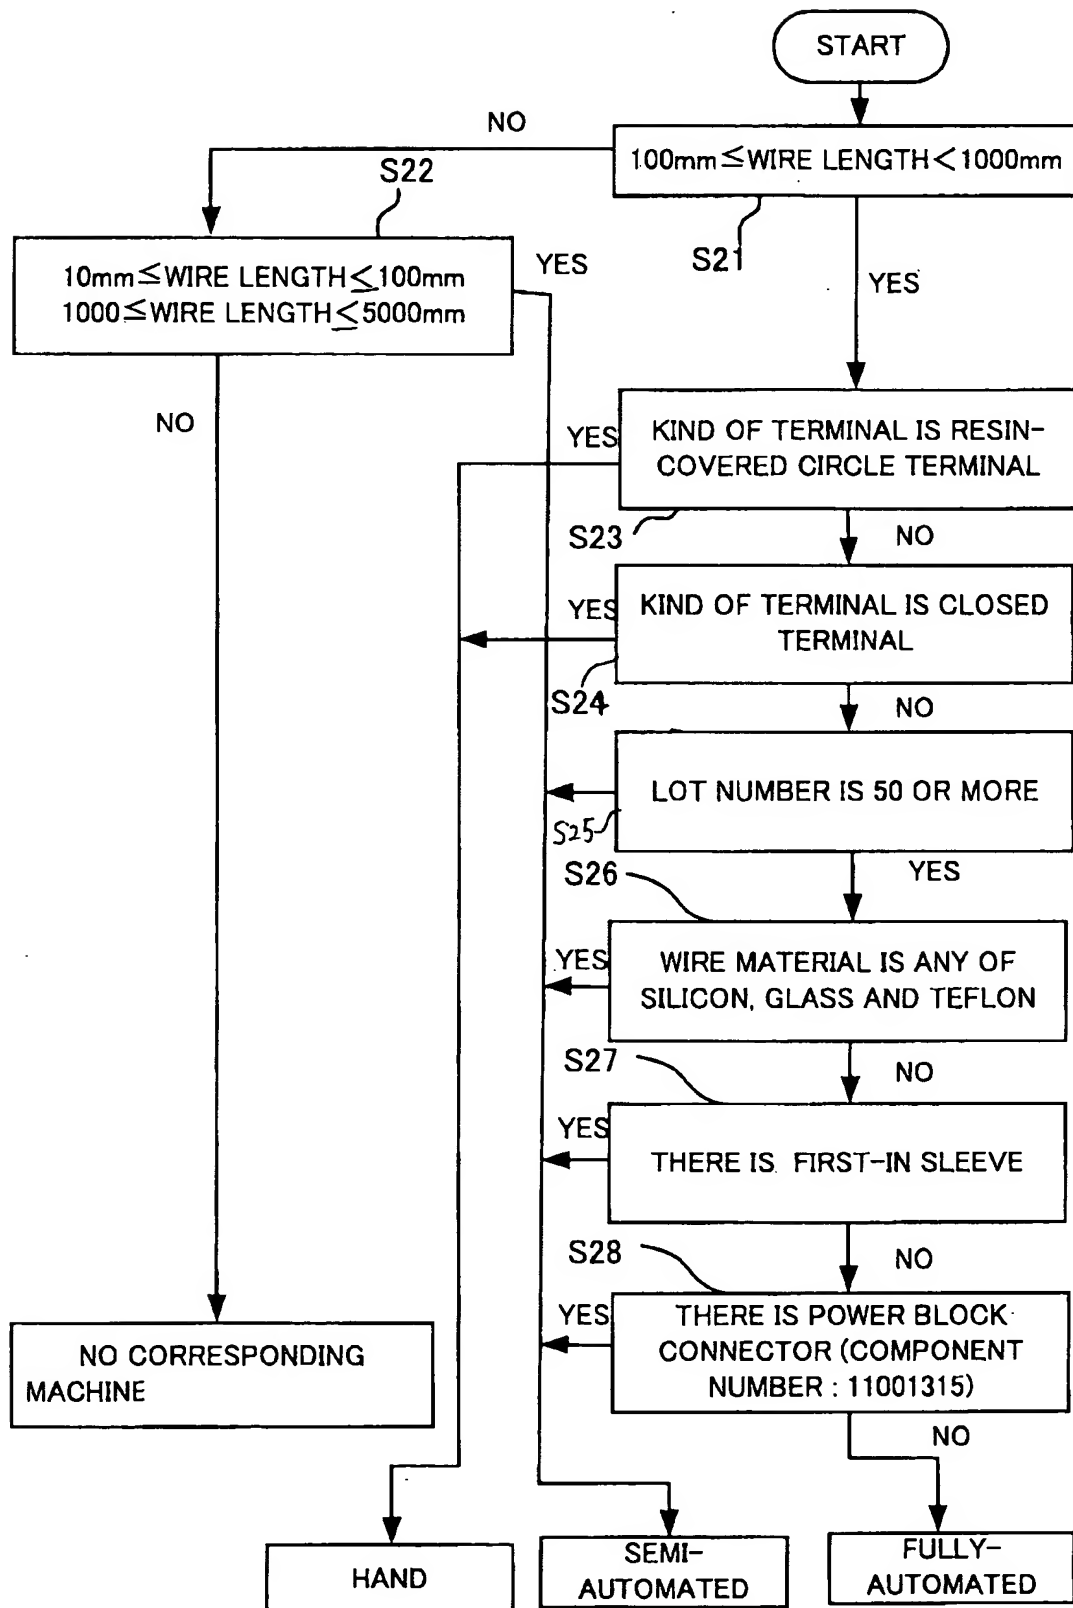 START
NO
100mm≦WIRE LENGTH<1000mm
S22
S21
YES
10mm≦WIRE LENGTH≤100mm
1000≦WIRE LENGTH≤5000mm
YES
NO
YES
KIND OF TERMINAL IS RESIN-
COVERED CIRCLE TERMINAL
S23
NO
YES
KIND OF TERMINAL IS CLOSED
TERMINAL
S24
NO
LOT NUMBER IS 50 OR MORE
S25
YES
S26
YES
WIRE MATERIAL IS ANY OF
SILICON, GLASS AND TEFLON
S27
NO
YES
THERE IS FIRST-IN SLEEVE
S28
NO
YES
THERE IS POWER BLOCK
CONNECTOR (COMPONENT
NUMBER : 11001315)
NO CORRESPONDING
MACHINE
NO
HAND
SEMI-
AUTOMATED
FULLY-
AUTOMATED